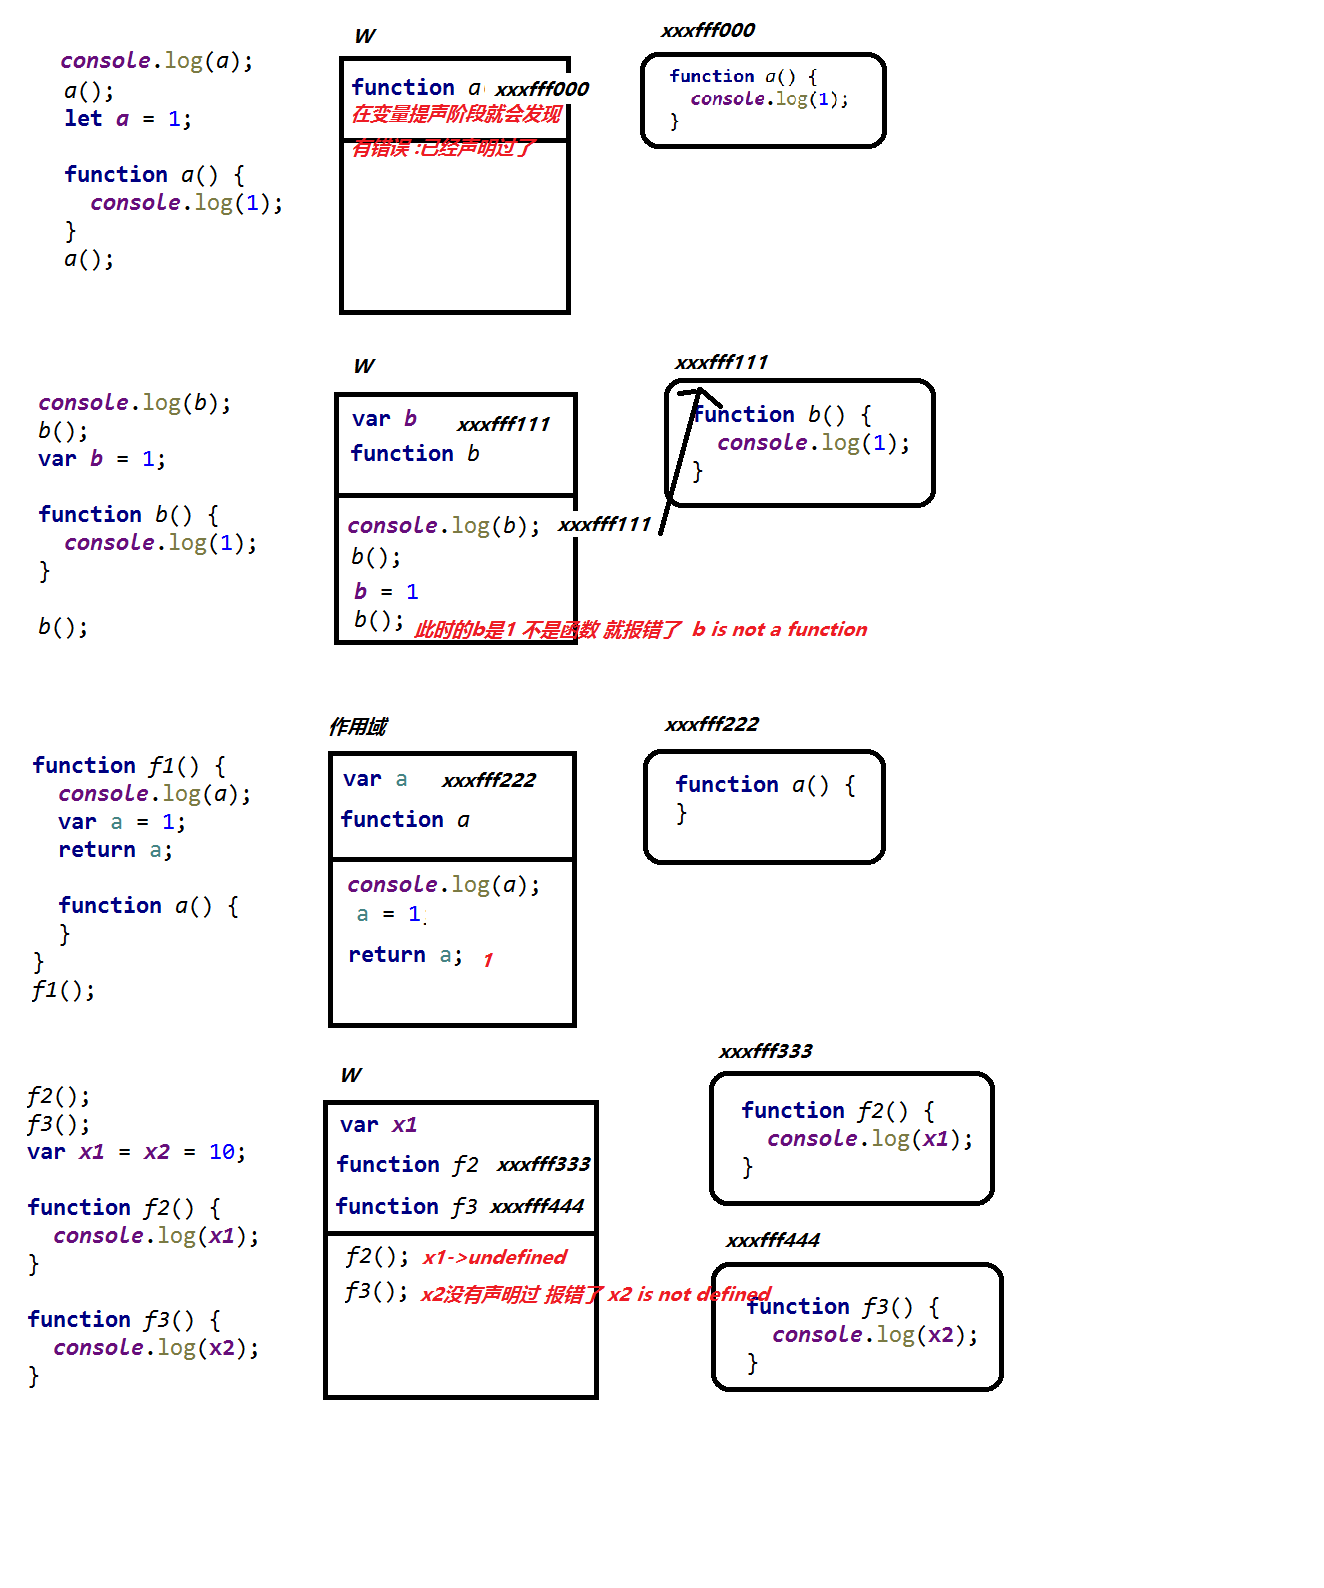 console.log(a);
a();
let a = 1;
function a() {
console.log(1);
}
a();
W
function a xxxfff000
在变量提声阶段就会发现
有错误 :已经声明过了
xxxfff000
function a() {
console.log(1);
}
console.log(b);
b();
var b = 1;
function b() {
console.log(1);
}
b();
W
var b xxxfff111
function b
console.log(b); xxxfff111
b();
b = 1
b(); 此时的b是1 不是函数 就报错了 b is not a function
xxxfff111
function b() {
console.log(1);
}
function f1() {
console.log(a);
var a = 1;
return a;
function a() {
}
}
f1();
作用域
var a xxxfff222
function a
console.log(a);
a = 1;
return a; 1
xxxfff222
function a() {
}
f2();
f3();
var x1 = x2 = 10;
function f2() {
console.log(x1);
}
function f3() {
console.log(x2);
}
W
var x1
function f2 xxxfff333
function f3 xxxfff444
f2(); x1->undefined
f3(); x2没有声明过 报错了 x2 is not defined
xxxfff333
function f2() {
console.log(x1);
}
xxxfff444
function f3() {
console.log(x2);
}